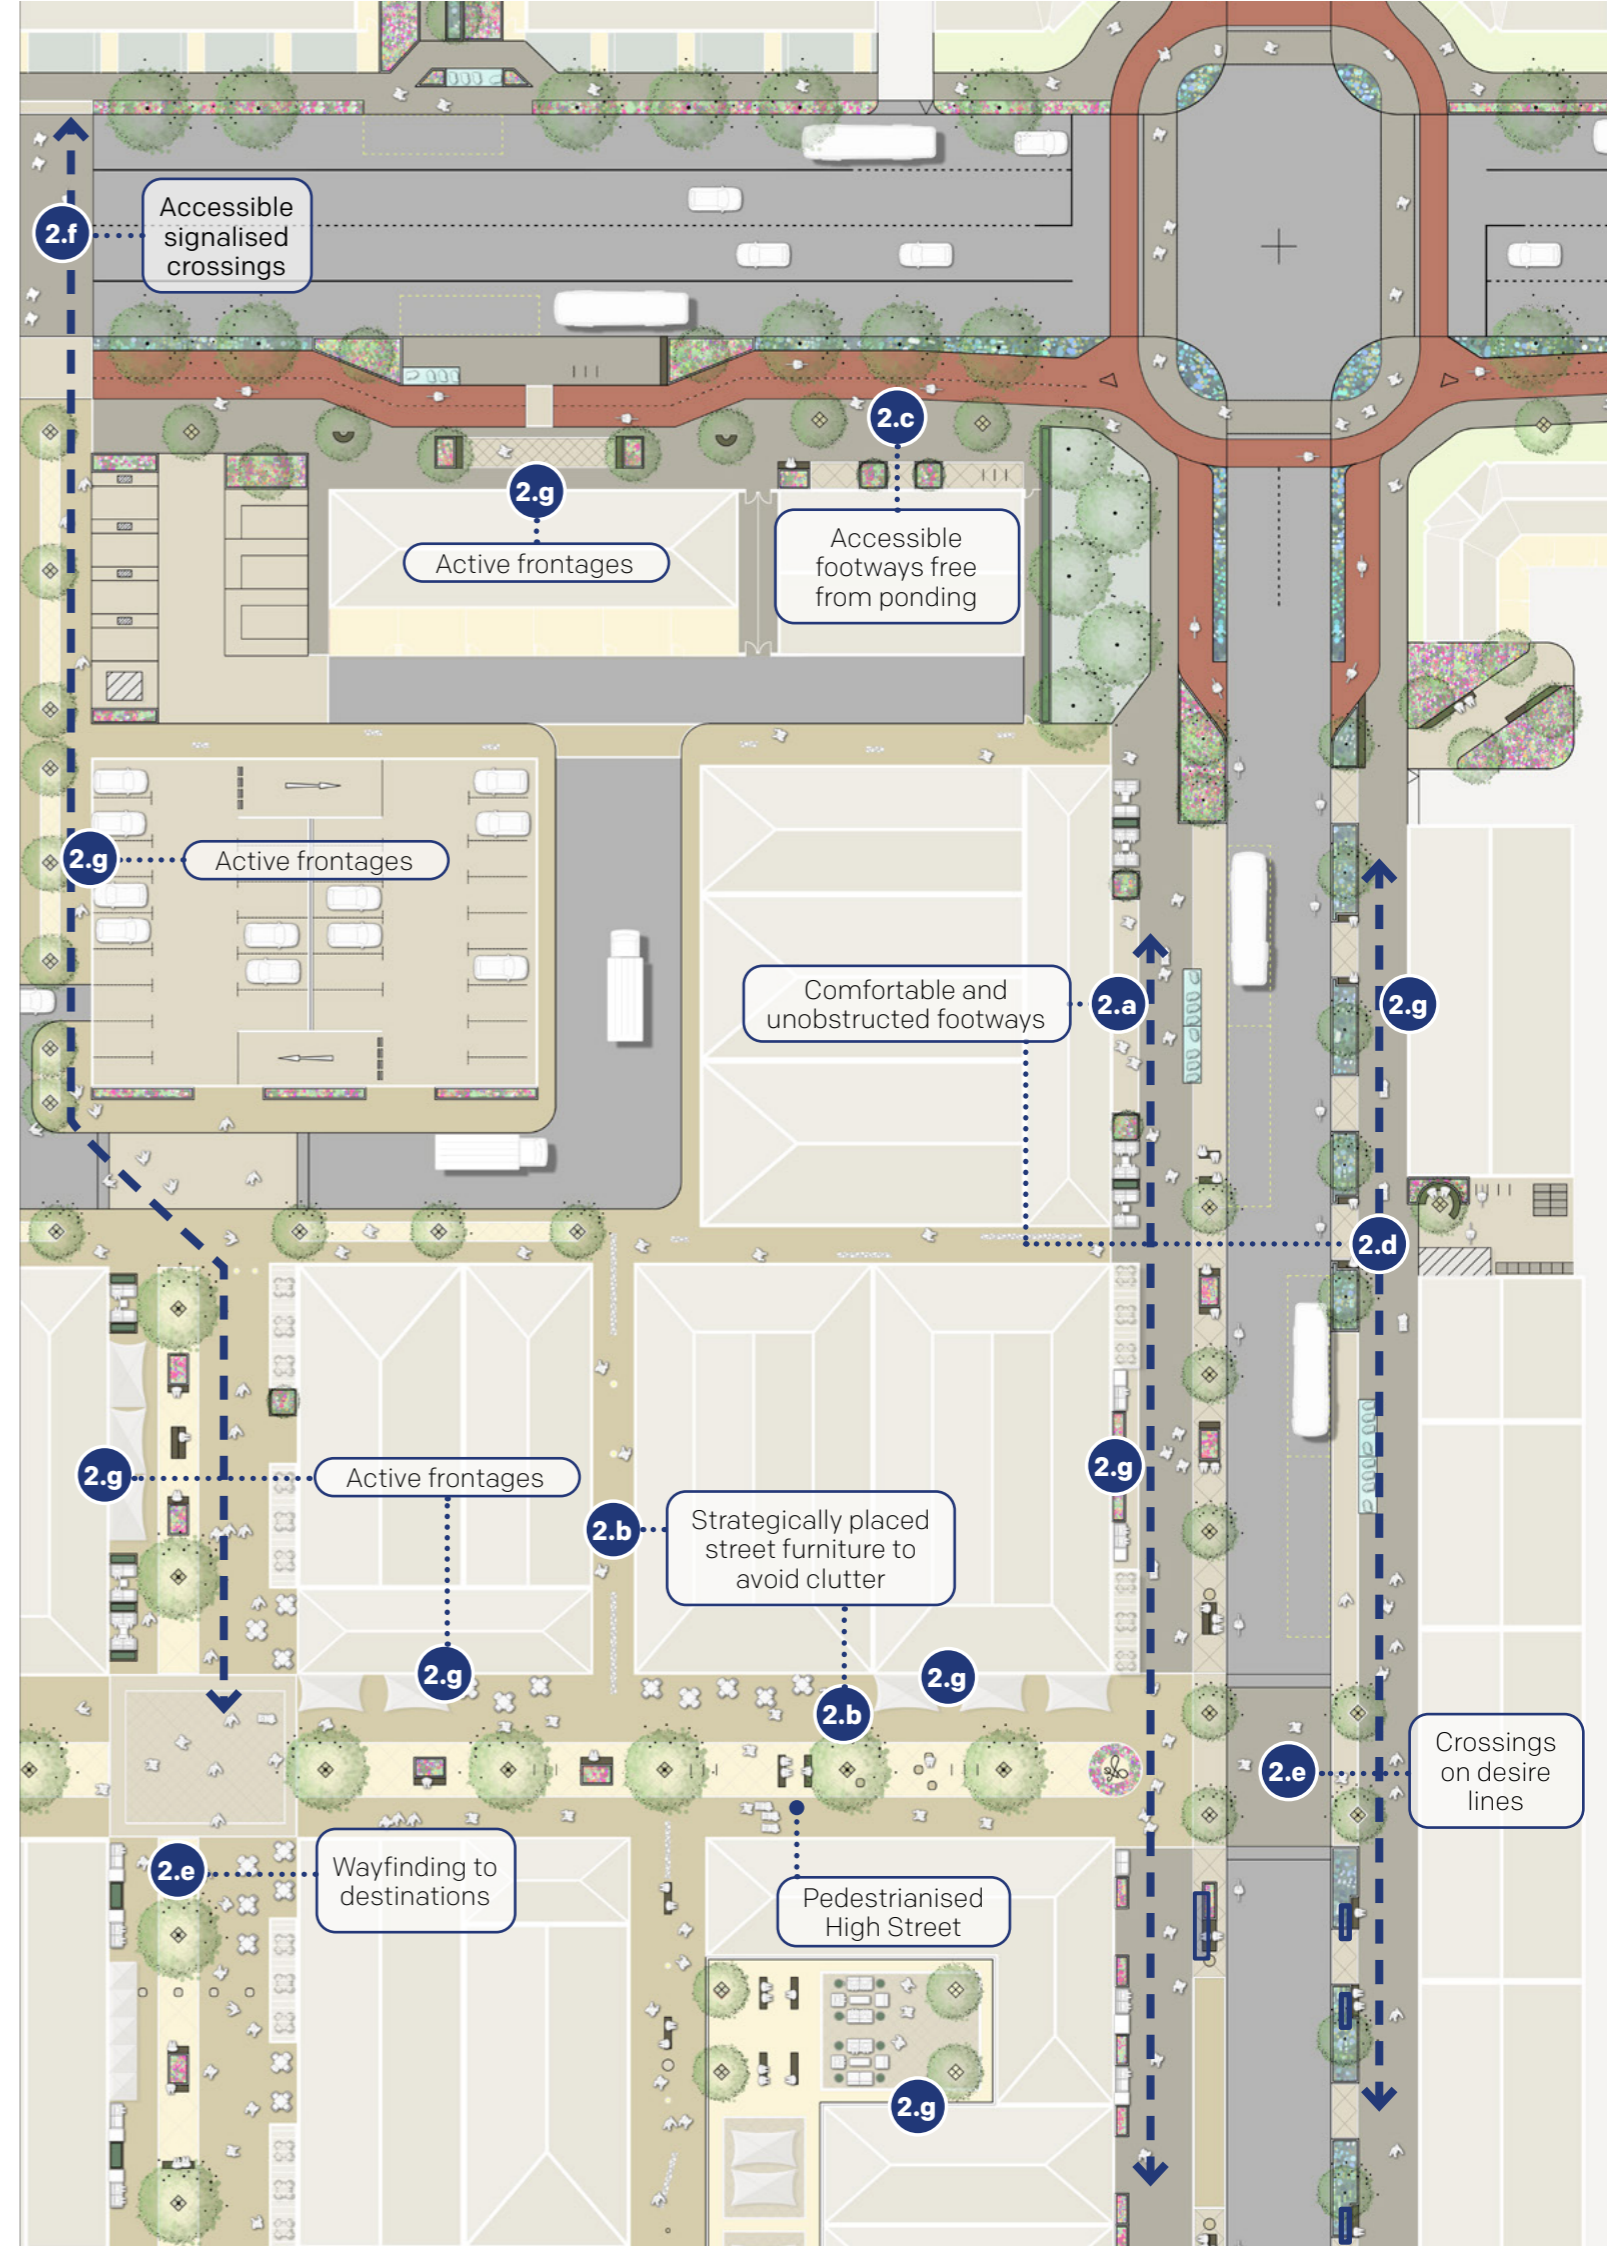 2.f
Accessible
signalised
crossings
2.c
2.g
Active frontages
Accessible
footways free
from ponding
2.g
Active frontages
Comfortable and
unobstructed footways
2.a
2.g
2.d
2.g
Active frontages
2.g
2.b
Strategically placed
street furniture to
avoid clutter
2.g
2.g
2.b
2.e
Crossings
on desire
lines
2.e
Wayfinding to
destinations
Pedestrianised
High Street
2.g